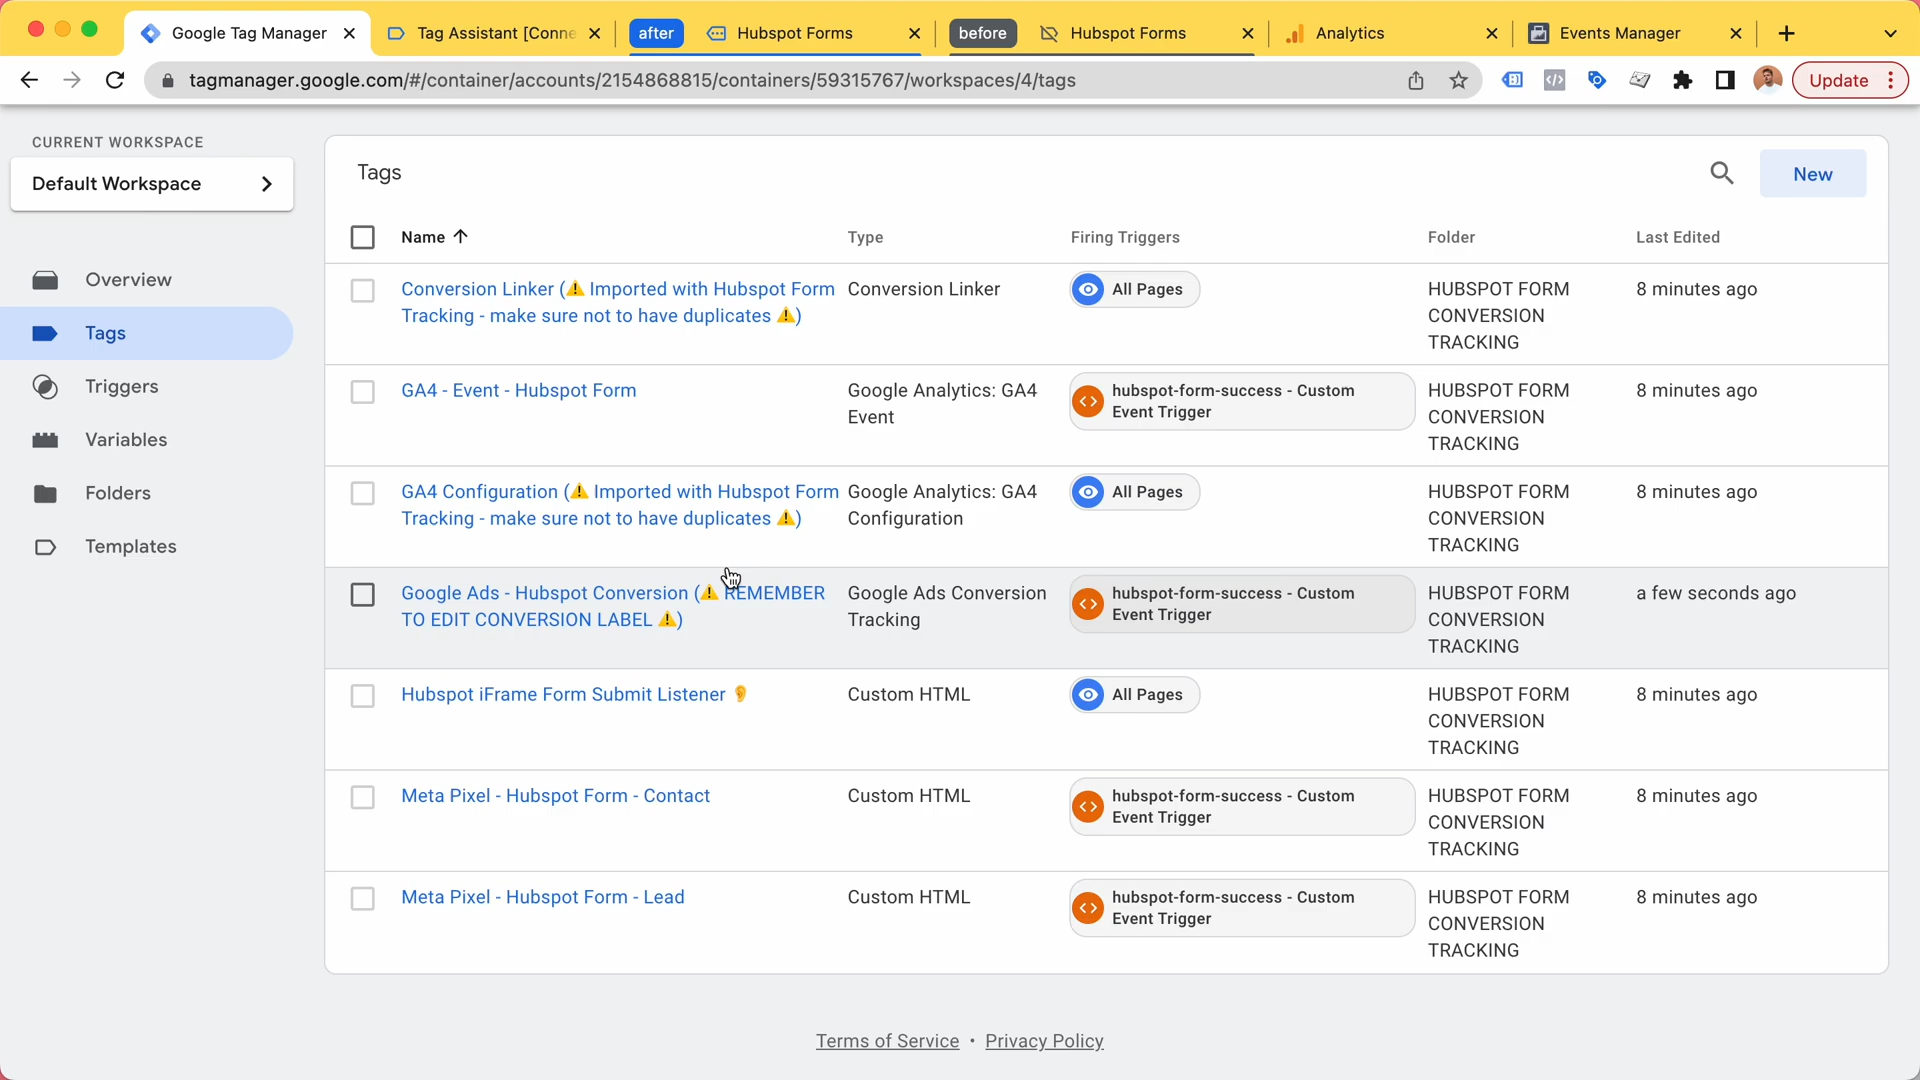 Google Tag Manager
Tag Assistant [Conne
after
Hubspot Forms
before
Hubspot Forms
Analytics
Events Manager
tagmanager.google.com/#/container/accounts/2154868815/containers/59315767/workspaces/4/tags
Update
CURRENT WORKSPACE
Default Workspace
Overview
Tags
Triggers
Variables
Folders
Templates
Tags
New
Name
Type
Firing Triggers
Folder
Last Edited
Conversion Linker (⚠️ Imported with Hubspot Form
Tracking - make sure not to have duplicates ⚠️)
Conversion Linker
All Pages
HUBSPOT FORM
CONVERSION
TRACKING
8 minutes ago
GA4 - Event - Hubspot Form
Google Analytics: GA4
Event
hubspot-form-success - Custom
Event Trigger
HUBSPOT FORM
CONVERSION
TRACKING
8 minutes ago
GA4 Configuration (⚠️ Imported with Hubspot Form
Tracking - make sure not to have duplicates ⚠️)
Google Analytics: GA4
Configuration
All Pages
HUBSPOT FORM
CONVERSION
TRACKING
8 minutes ago
Google Ads - Hubspot Conversion (⚠️ REMEMBER
TO EDIT CONVERSION LABEL ⚠️)
Google Ads Conversion
Tracking
hubspot-form-success - Custom
Event Trigger
HUBSPOT FORM
CONVERSION
TRACKING
a few seconds ago
Hubspot iFrame Form Submit Listener 👂
Custom HTML
All Pages
HUBSPOT FORM
CONVERSION
TRACKING
8 minutes ago
Meta Pixel - Hubspot Form - Contact
Custom HTML
hubspot-form-success - Custom
Event Trigger
HUBSPOT FORM
CONVERSION
TRACKING
8 minutes ago
Meta Pixel - Hubspot Form - Lead
Custom HTML
hubspot-form-success - Custom
Event Trigger
HUBSPOT FORM
CONVERSION
TRACKING
8 minutes ago
Terms of Service • Privacy Policy